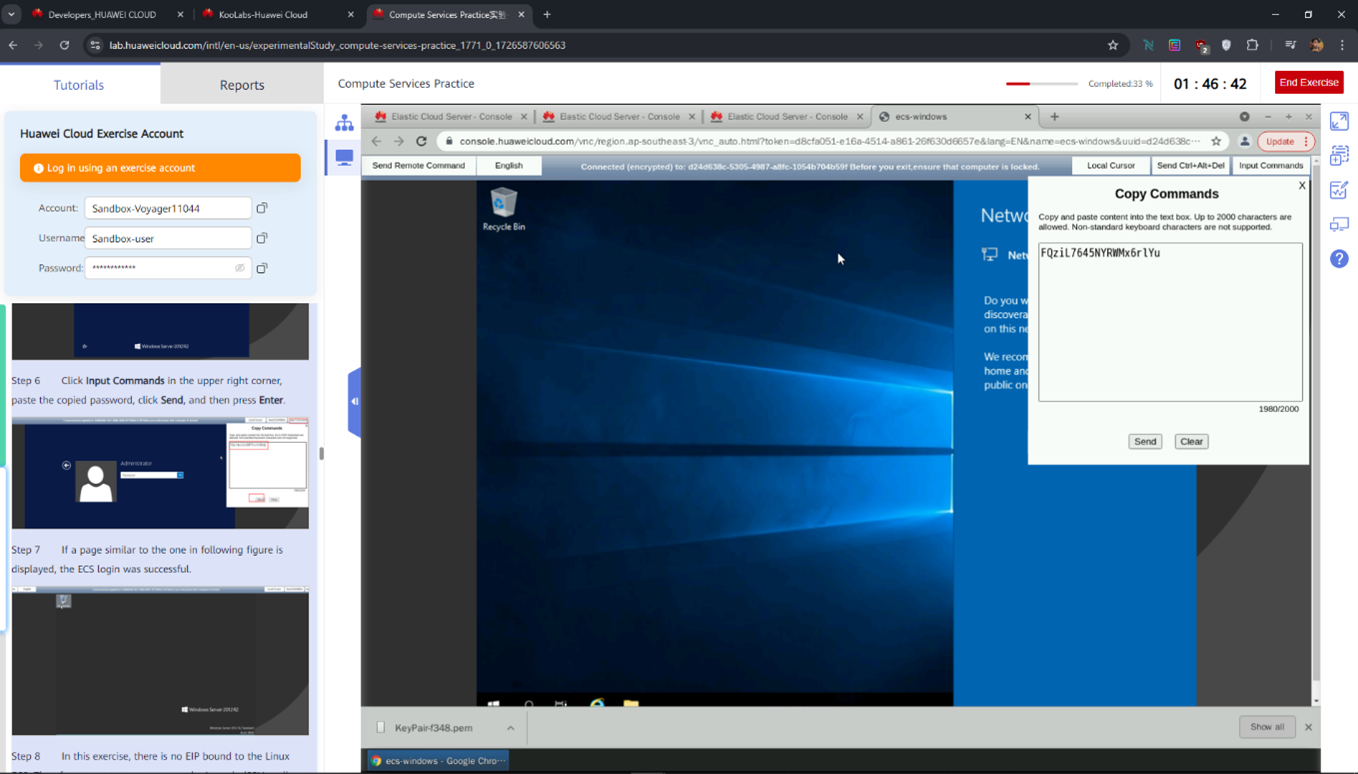 Developers_HUAWEI CLOUD
KooLabs-Huawei Cloud
Compute Services Practice实验
lab.huaweicloud.com/intl/en-us/experimentalStudy_compute-services-practice_1771_0_1726587606563
Tutorials
Reports
Compute Services Practice
Completed:33 %
01 : 46 : 42
End Exercise
Huawei Cloud Exercise Account
Log in using an exercise account
Account:
Sandbox-Voyager11044
Username
Sandbox-user
Password:
************
Windows Server 2012 R2
Step 6 Click Input Commands in the upper right corner,
paste the copied password, click Send, and then press Enter.
Copy Commands
Administrator
Step 7 If a page similar to the one in following figure is
displayed, the ECS login was successful.
Windows Server 2012 R2
Step 8 In this exercise, there is no EIP bound to the Linux
Elastic Cloud Server - Console
Elastic Cloud Server - Console
Elastic Cloud Server - Console
ecs-windows
console.huaweicloud.com/vnc/region.ap-southeast-3/vnc_auto.html?token=d8cfa051-e16a-4514-a861-26f630d6657e&lang=EN&name=ecs-windows&uuid=d24d638c-···
Update
Send Remote Command
English
Connected (encrypted) to: d24d638c-5305-4987-a8fc-1054b704b59f Before you exit,ensure that computer is locked.
Local Cursor
Send Ctrl+Alt+Del
Input Commands
Recycle Bin
Netwo
Net
Do you w
discovera
on this ne
We recom
home and
public on
Copy Commands
X
Copy and paste content into the text box. Up to 2000 characters are
allowed. Non-standard keyboard characters are not supported.
FQziL7645NYRWMx6rlYu
1980/2000
Send
Clear
KeyPair-f348.pem
Show all
ecs-windows - Google Chro···